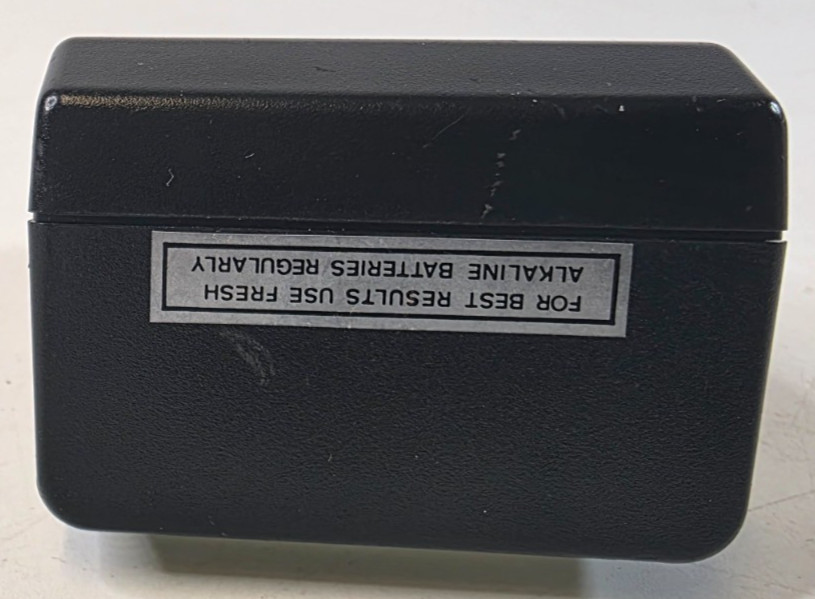 FOR BEST RESULTS USE FRESH
ALKALINE BATTERIES REGULARLY